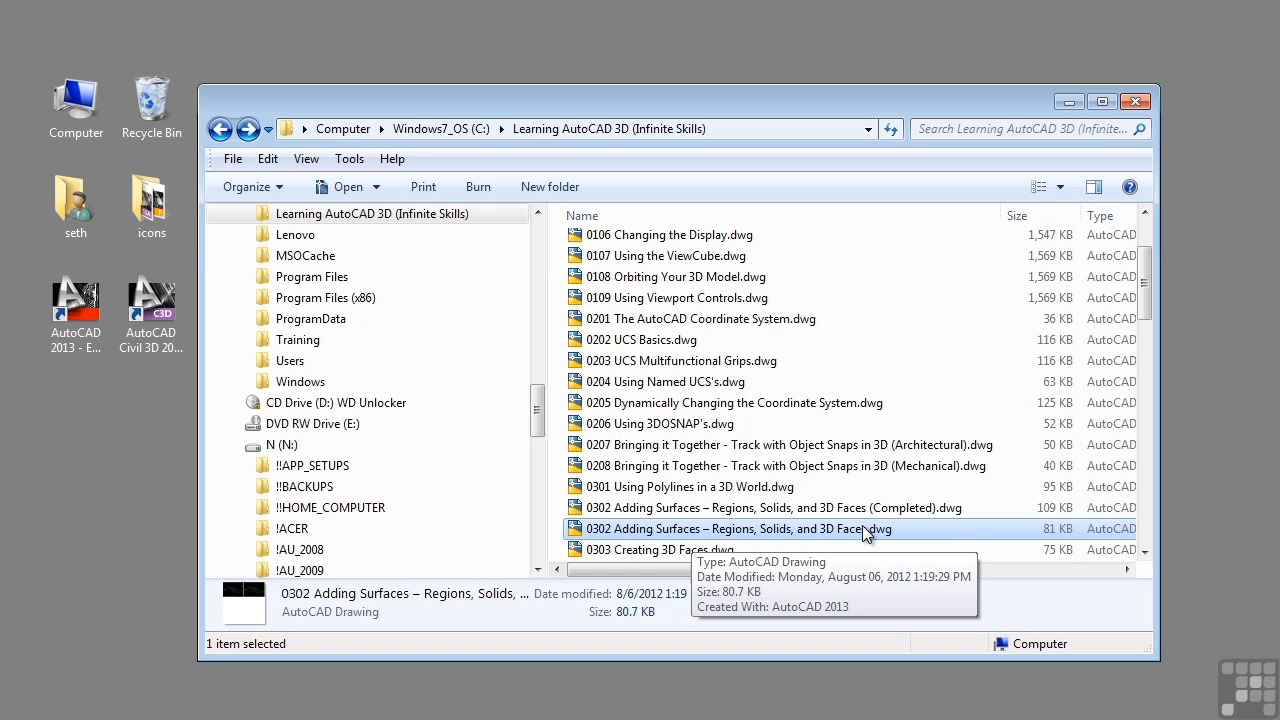 Computer
Recycle Bin
seth
icons
AutoCAD 2013 - E...
C3D
AutoCAD Civil 3D 20...
Computer
Windows7_OS (C:)
Learning AutoCAD 3D (Infinite Skills)
Search Learning AutoCAD 3D (Infinite...
File Edit View Tools Help
Organize Open Print Burn New folder
Learning AutoCAD 3D (Infinite Skills)
Lenovo
MSOCache
Program Files
Program Files (x86)
ProgramData
Training
Users
Windows
CD Drive (D:) WD Unlocker
DVD RW Drive (E:)
N (N:)
!!APP_SETUPS
!!BACKUPS
!!HOME_COMPUTER
!ACER
!AU_2008
!AU_2009
Name Size Type
0106 Changing the Display.dwg 1,547 KB AutoCAD
0107 Using the ViewCube.dwg 1,569 KB AutoCAD
0108 Orbiting Your 3D Model.dwg 1,569 KB AutoCAD
0109 Using Viewport Controls.dwg 1,569 KB AutoCAD
0201 The AutoCAD Coordinate System.dwg 36 KB AutoCAD
0202 UCS Basics.dwg 116 KB AutoCAD
0203 UCS Multifunctional Grips.dwg 116 KB AutoCAD
0204 Using Named UCS's.dwg 63 KB AutoCAD
0205 Dynamically Changing the Coordinate System.dwg 125 KB AutoCAD
0206 Using 3DOSNAP's.dwg 52 KB AutoCAD
0207 Bringing it Together - Track with Object Snaps in 3D (Architectural).dwg 50 KB AutoCAD
0208 Bringing it Together - Track with Object Snaps in 3D (Mechanical).dwg 40 KB AutoCAD
0301 Using Polylines in a 3D World.dwg 95 KB AutoCAD
0302 Adding Surfaces – Regions, Solids, and 3D Faces (Completed).dwg 109 KB AutoCAD
0302 Adding Surfaces – Regions, Solids, and 3D Faces.dwg 81 KB AutoCAD
0303 Creating 3D Faces.dwg 75 KB AutoCAD
Type: AutoCAD Drawing
Date Modified: Monday, August 06, 2012 1:19:29 PM
Size: 80.7 KB
Created With: AutoCAD 2013
0302 Adding Surfaces – Regions, Solids, ... Date modified: 8/6/2012 1:19
AutoCAD Drawing Size: 80.7 KB
1 item selected
Computer